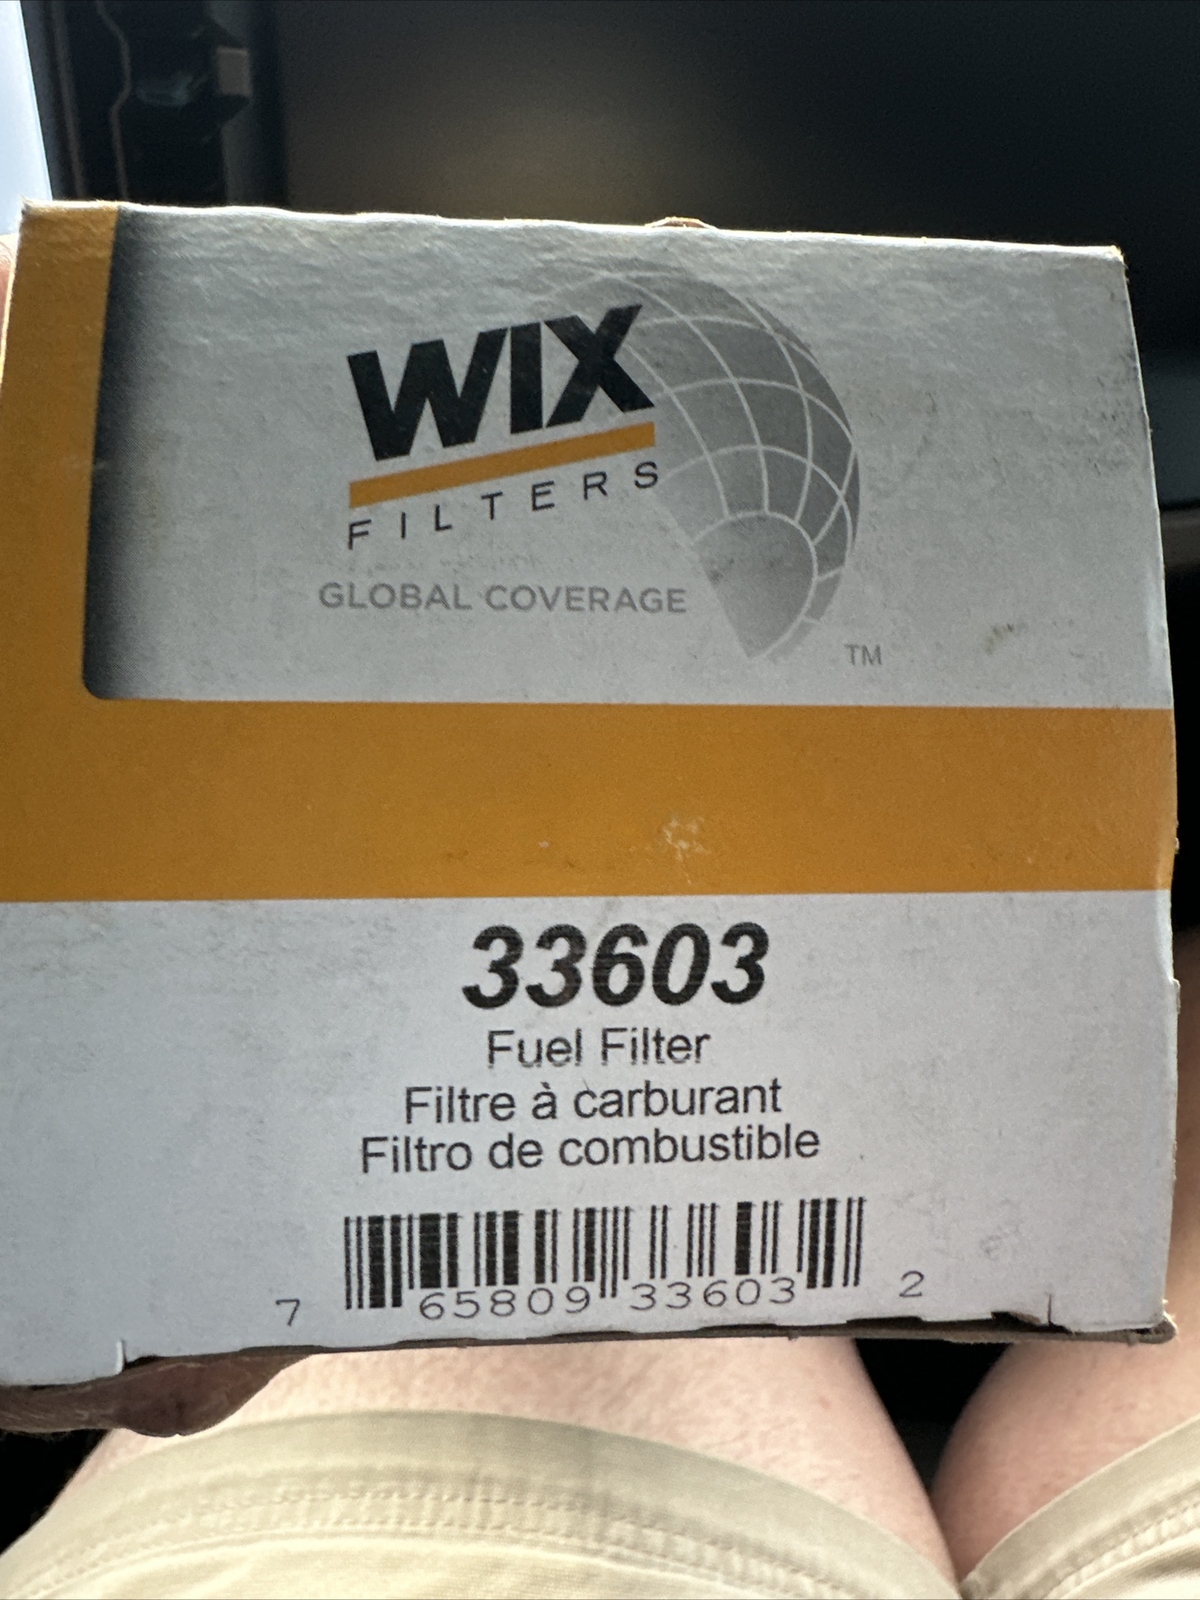 WIX
FILTERS
GLOBAL COVERAGE
TM
33603
Fuel Filter
Filtre à carburant
Filtro de combustible
7 65809 33603 2